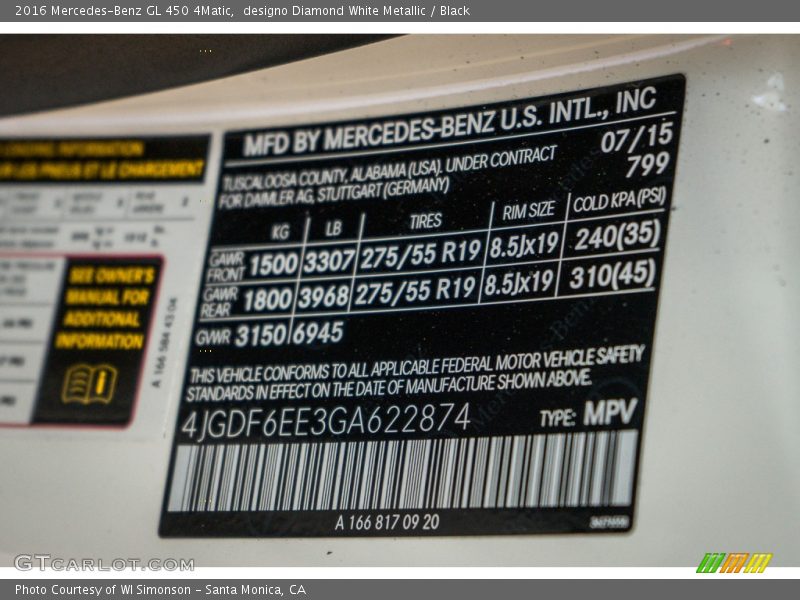 2016 Mercedes-Benz GL 450 4Matic, designo Diamond White Metallic / Black
MFD BY MERCEDES-BENZ U.S. INTL., INC
TUSCALOOSA COUNTY, ALABAMA (USA). UNDER CONTRACT 07/15
FOR DAIMLER AG, STUTTGART (GERMANY) 799
KG LB TIRES RIM SIZE COLD KPA(PSI)
GAWR FRONT 1500 3307 275/55 R19 8.5Jx19 240(35)
GAWR REAR 1800 3968 275/55 R19 8.5Jx19 310(45)
GWR 3150 6945
THIS VEHICLE CONFORMS TO ALL APPLICABLE FEDERAL MOTOR VEHICLE SAFETY
STANDARDS IN EFFECT ON THE DATE OF MANUFACTURE SHOWN ABOVE.
4JGDF6EE3GA622874 TYPE: MPV
A 166 817 09 20
SEE OWNER'S
MANUAL FOR
ADDITIONAL
INFORMATION
A 166 584 43 04
GTCARLOT.COM
Photo Courtesy of WI Simonson - Santa Monica, CA